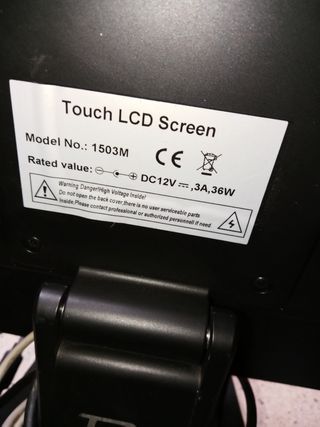 Touch LCD Screen
Model No.: 1503M
CE
Rated value: DC12V⎓,3A,36W
Warning Danger!High Voltage Inside!
Do not open the back cover,there is no user serviceable parts
Inside,Please contact professional or authorized personnell if need.